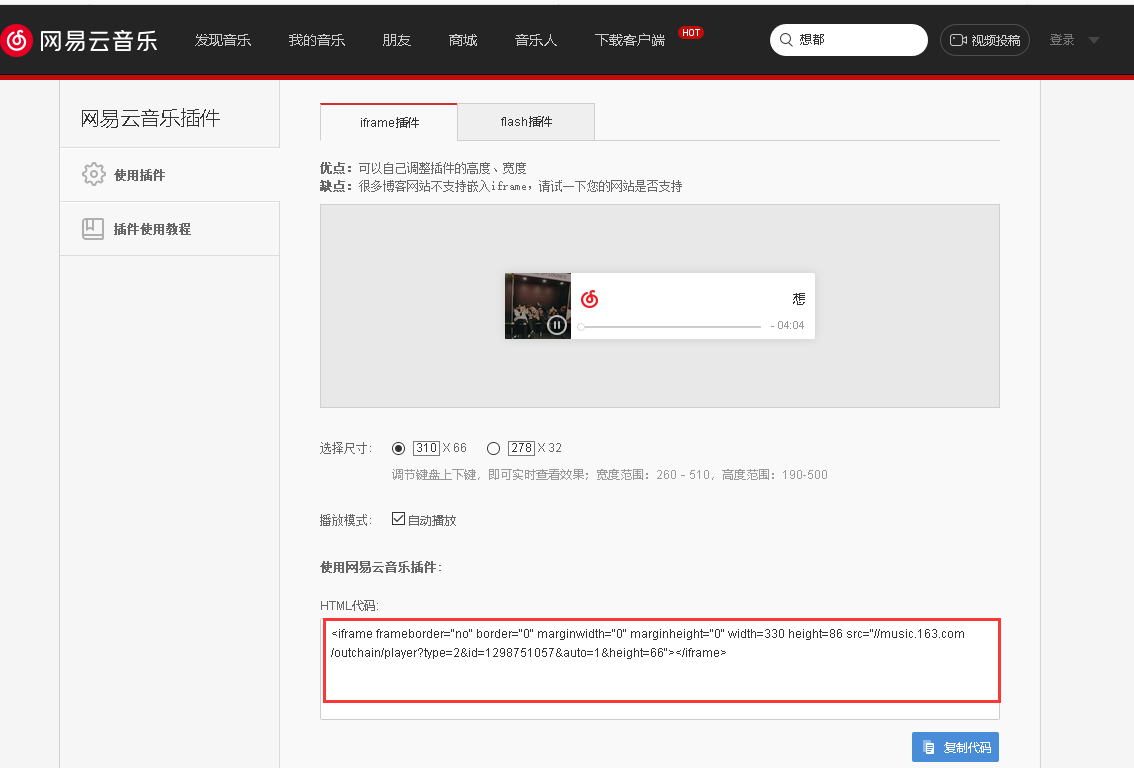 网易云音乐 发现音乐 我的音乐 朋友 商城 音乐人 下载客户端 HOT 想都 视频投稿 登录
网易云音乐插件
使用插件
插件使用教程
iframe插件 flash插件
优点：可以自己调整插件的高度、宽度
缺点：很多博客网站不支持嵌入iframe，请试一下您的网站是否支持
想
- 04:04
选择尺寸： 310 X 66 278 X 32
调节键盘上下键，即可实时查看效果；宽度范围：260 - 510，高度范围：190-500
播放模式： 自动播放
使用网易云音乐插件：
HTML代码:
<iframe frameborder="no" border="0" marginwidth="0" marginheight="0" width=330 height=86 src="//music.163.com
/outchain/player?type=2&id=1298751057&auto=1&height=66"></iframe>
复制代码